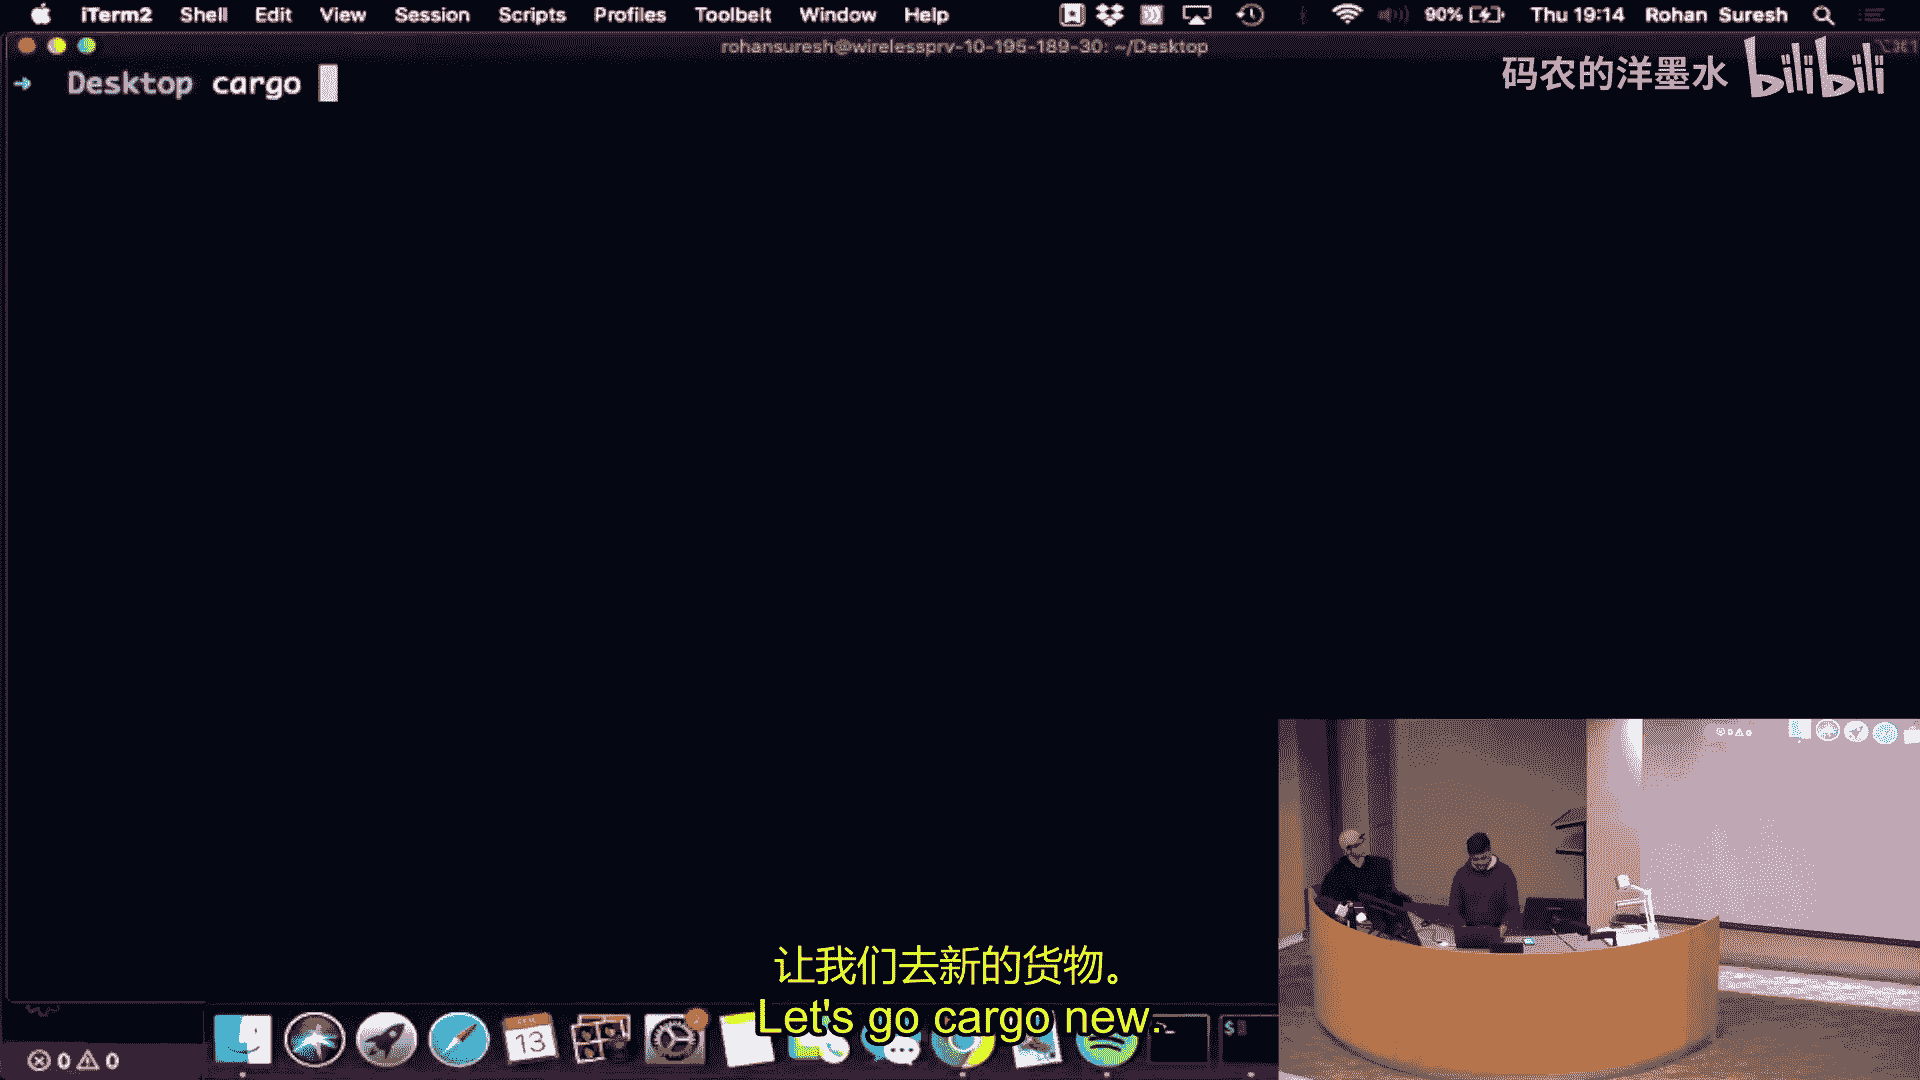 iTerm2 Shell Edit View Session Scripts Profiles Toolbelt Window Help 90% Thu 19:14 Rohan Suresh
rohansuresh@wirelessprv-10-195-189-30: ~/Desktop
➜ Desktop cargo
码农的洋墨水 bilibili
13
让我们去新的货物。
Let's go cargo new.
0 0